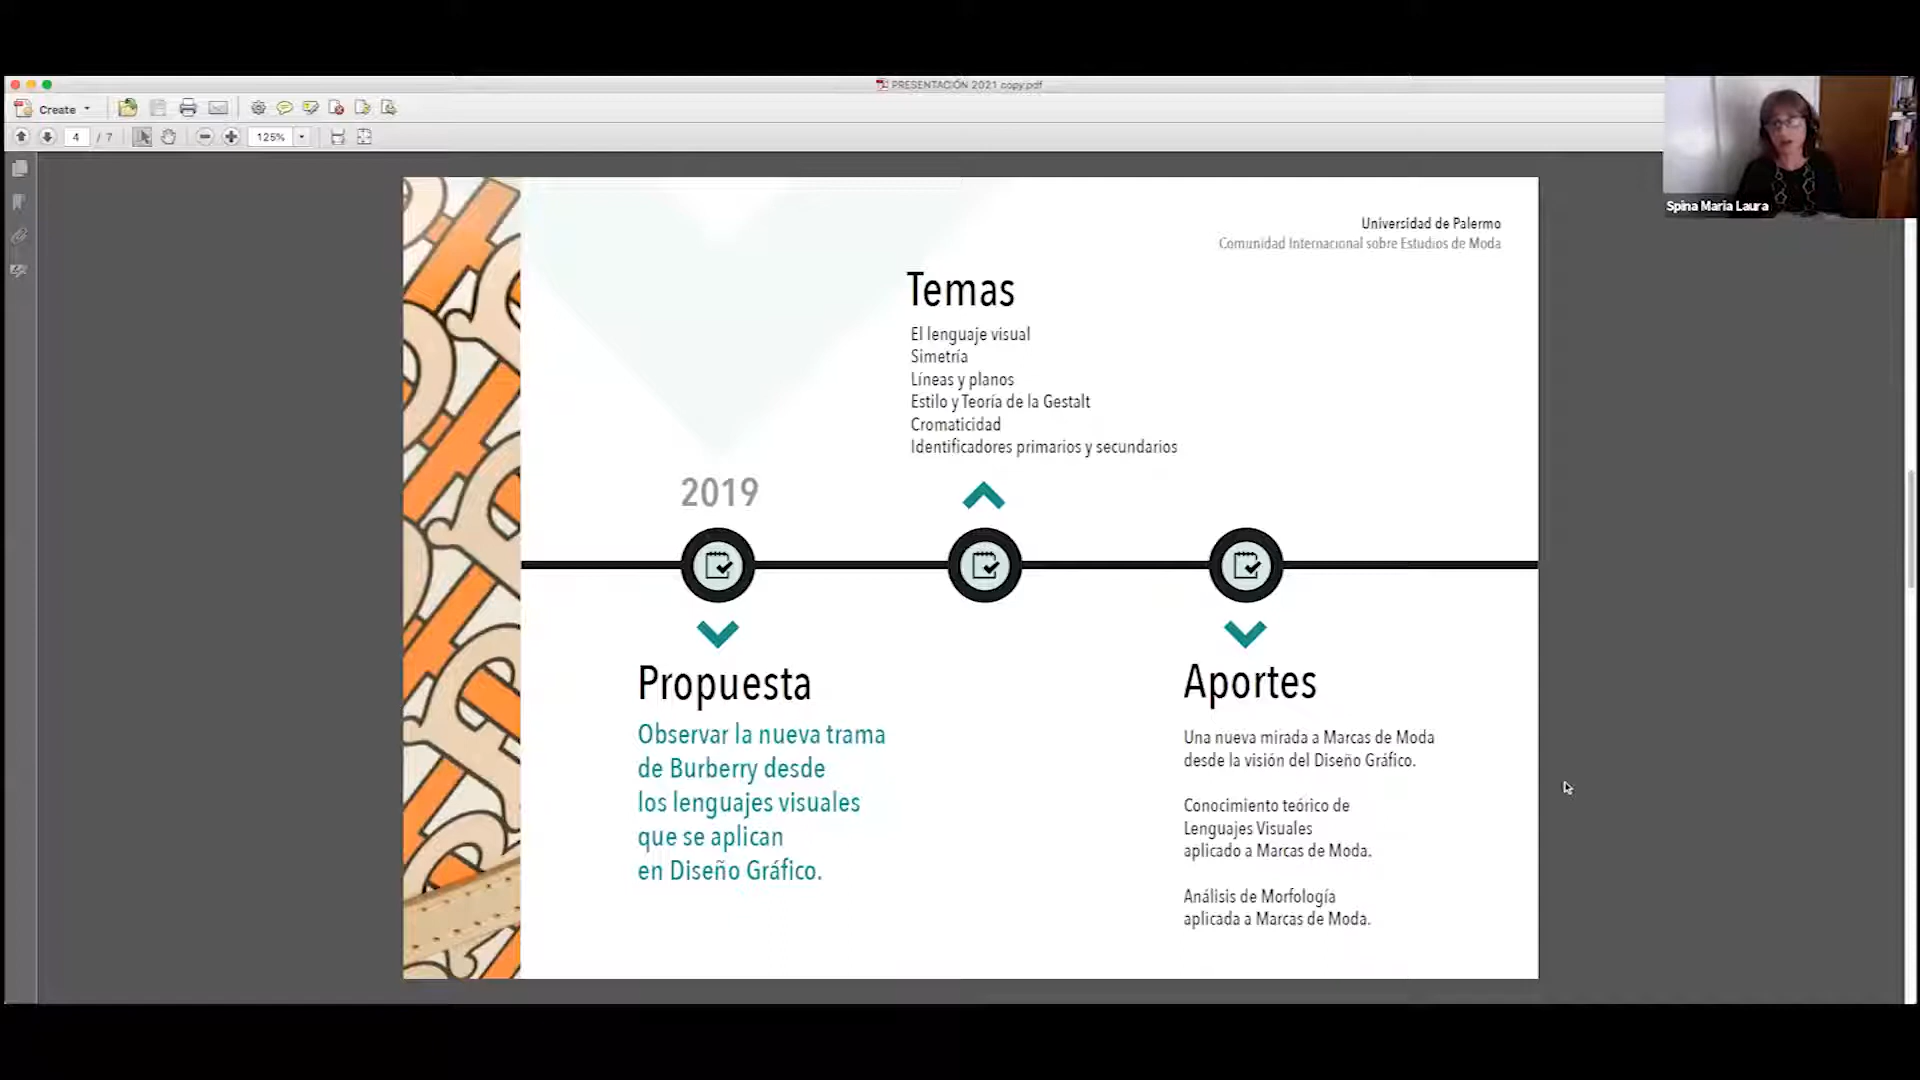 PRESENTACIÓN 2021 copy.pdf
Create
4 / 7
125%
Spina Maria Laura
Universidad de Palermo
Comunidad Internacional sobre Estudios de Moda
Temas
El lenguaje visual
Simetría
Líneas y planos
Estilo y Teoría de la Gestalt
Cromaticidad
Identificadores primarios y secundarios
2019
Propuesta
Observar la nueva trama
de Burberry desde
los lenguajes visuales
que se aplican
en Diseño Gráfico.
Aportes
Una nueva mirada a Marcas de Moda
desde la visión del Diseño Gráfico.
Conocimiento teórico de
Lenguajes Visuales
aplicado a Marcas de Moda.
Análisis de Morfología
aplicada a Marcas de Moda.